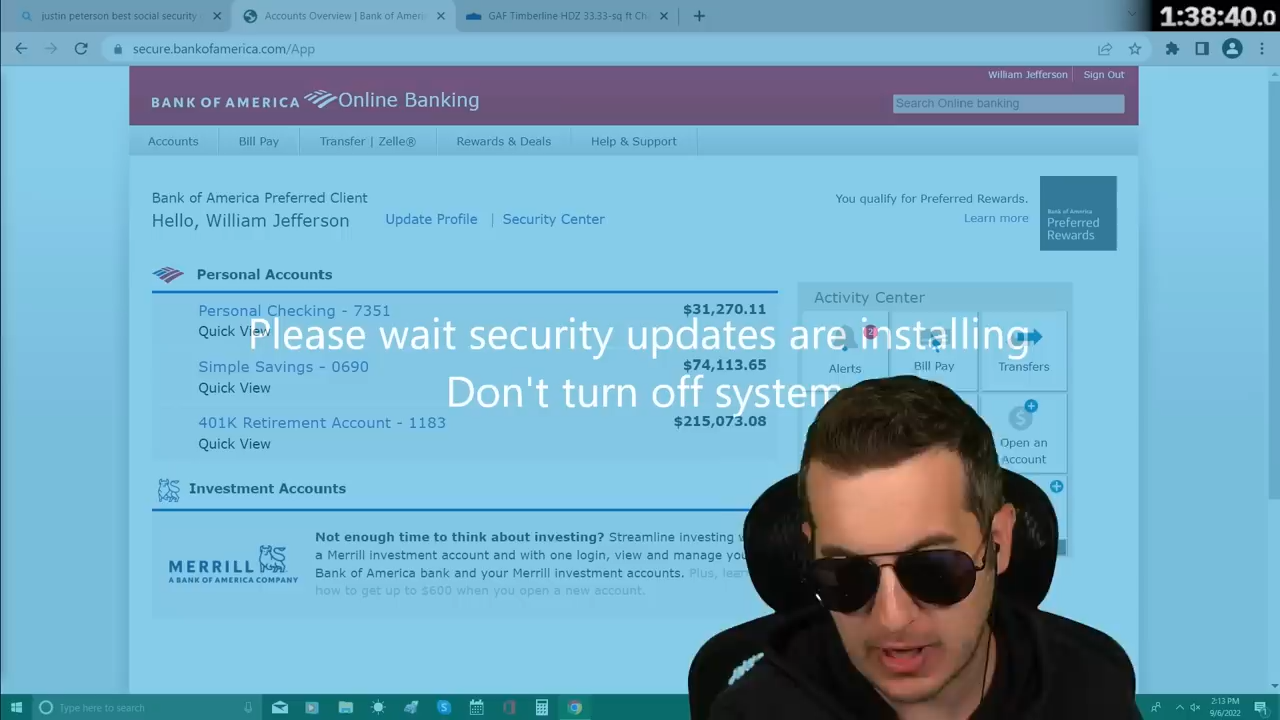 justin peterson best social security
Accounts Overview | Bank of Ameri
GAF Timberline HDZ 33.33-sq ft Ch
1:38:40.0
secure.bankofamerica.com/App
William Jefferson
Sign Out
BANK OF AMERICA Online Banking
Search Online banking
Accounts
Bill Pay
Transfer | Zelle®
Rewards & Deals
Help & Support
Bank of America Preferred Client
Hello, William Jefferson
Update Profile | Security Center
You qualify for Preferred Rewards.
Learn more
Bank of America
Preferred
Rewards
Personal Accounts
Personal Checking - 7351
$31,270.11
Quick View
Simple Savings - 0690
$74,113.65
Quick View
401K Retirement Account - 1183
$215,073.08
Quick View
Please wait security updates are installing
Don't turn off system
Activity Center
Alerts
Bill Pay
Transfers
Open an
Account
Investment Accounts
MERRILL
A BANK OF AMERICA COMPANY
Not enough time to think about investing? Streamline investing
a Merrill investment account and with one login, view and manage you
Bank of America bank and your Merrill investment accounts. Plus, learn
how to get up to $600 when you open a new account.
Type here to search
2:13 PM
9/6/2022